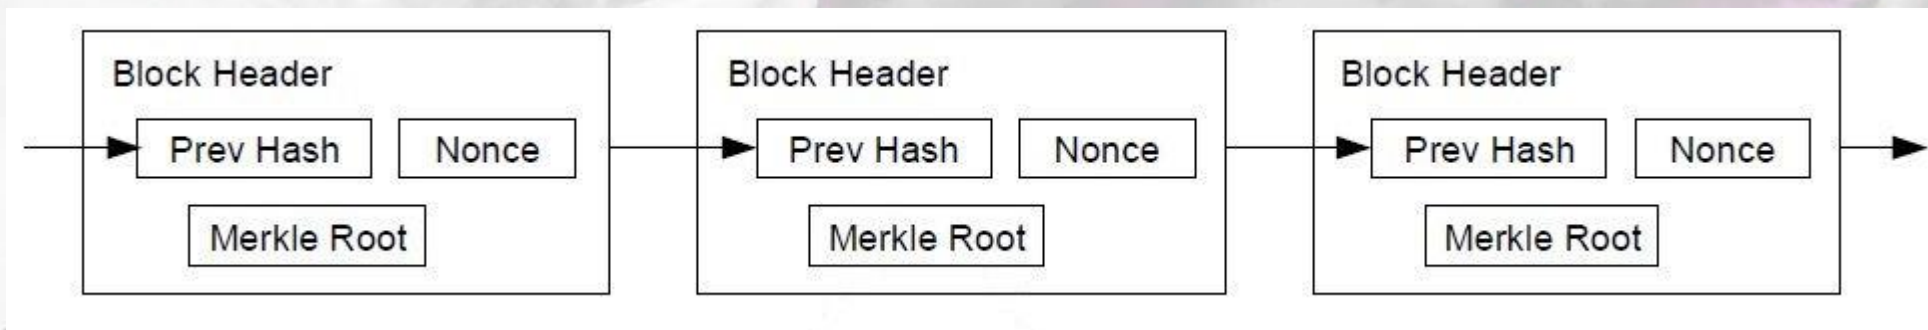 Block Header
Prev Hash
Nonce
Merkle Root
Block Header
Prev Hash
Nonce
Merkle Root
Block Header
Prev Hash
Nonce
Merkle Root